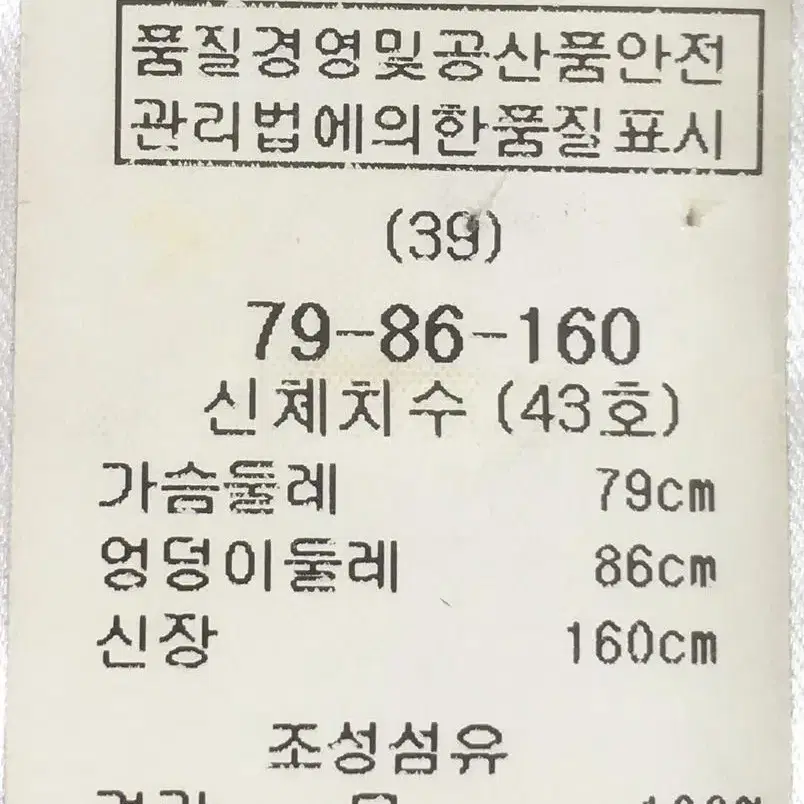 품질경영및공산품안전
관리법에의한품질표시
(39)
79-86-160
신체치수(43호)
가슴둘레 79cm
엉덩이둘레 86cm
신장 160cm
조성섬유